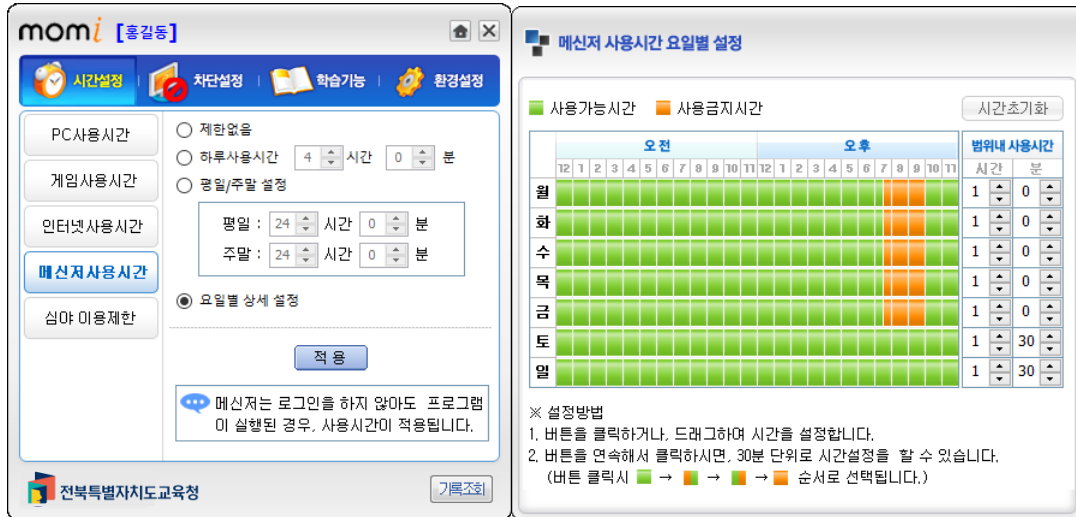 momi [홍길동]
시간설정 차단설정 학습기능 환경설정
PC사용시간
게임사용시간
인터넷사용시간
메신저사용시간
심야 이용제한
제한없음
하루사용시간 4 시간 0 분
평일/주말 설정
평일 : 24 시간 0 분
주말 : 24 시간 0 분
요일별 상세 설정
적용
메신저는 로그인을 하지 않아도 프로그램
이 실행된 경우, 사용시간이 적용됩니다.
전북특별자치도교육청
기록조회
메신저 사용시간 요일별 설정
사용가능시간 사용금지시간
시간초기화
오전 오후 범위내 사용시간
12 1 2 3 4 5 6 7 8 9 10 11 12 1 2 3 4 5 6 7 8 9 10 11 시간 분
월 1 0
화 1 0
수 1 0
목 1 0
금 1 0
토 1 30
일 1 30
※ 설정방법
1. 버튼을 클릭하거나, 드래그하여 시간을 설정합니다.
2. 버튼을 연속해서 클릭하시면, 30분 단위로 시간설정을 할 수 있습니다.
(버튼 클릭시 → → → 순서로 선택됩니다.)